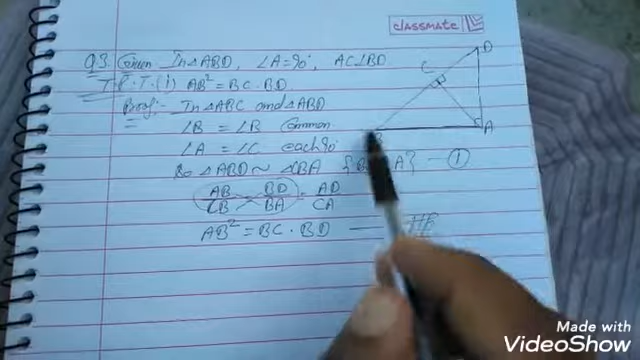 classmate
Q3. Given In △ABD, ∠A=90°, AC⊥BD
T.P.T. (i) AB² = BC·BD
Proof:- In △ABC and △ABD
∠B = ∠B Common
∠A = ∠C each 90°
So △ABD ~ △CBA — ①
AB/CB = BD/BA = AD/CA
AB² = BC·BD —
D
C
A
Made with
VideoShow